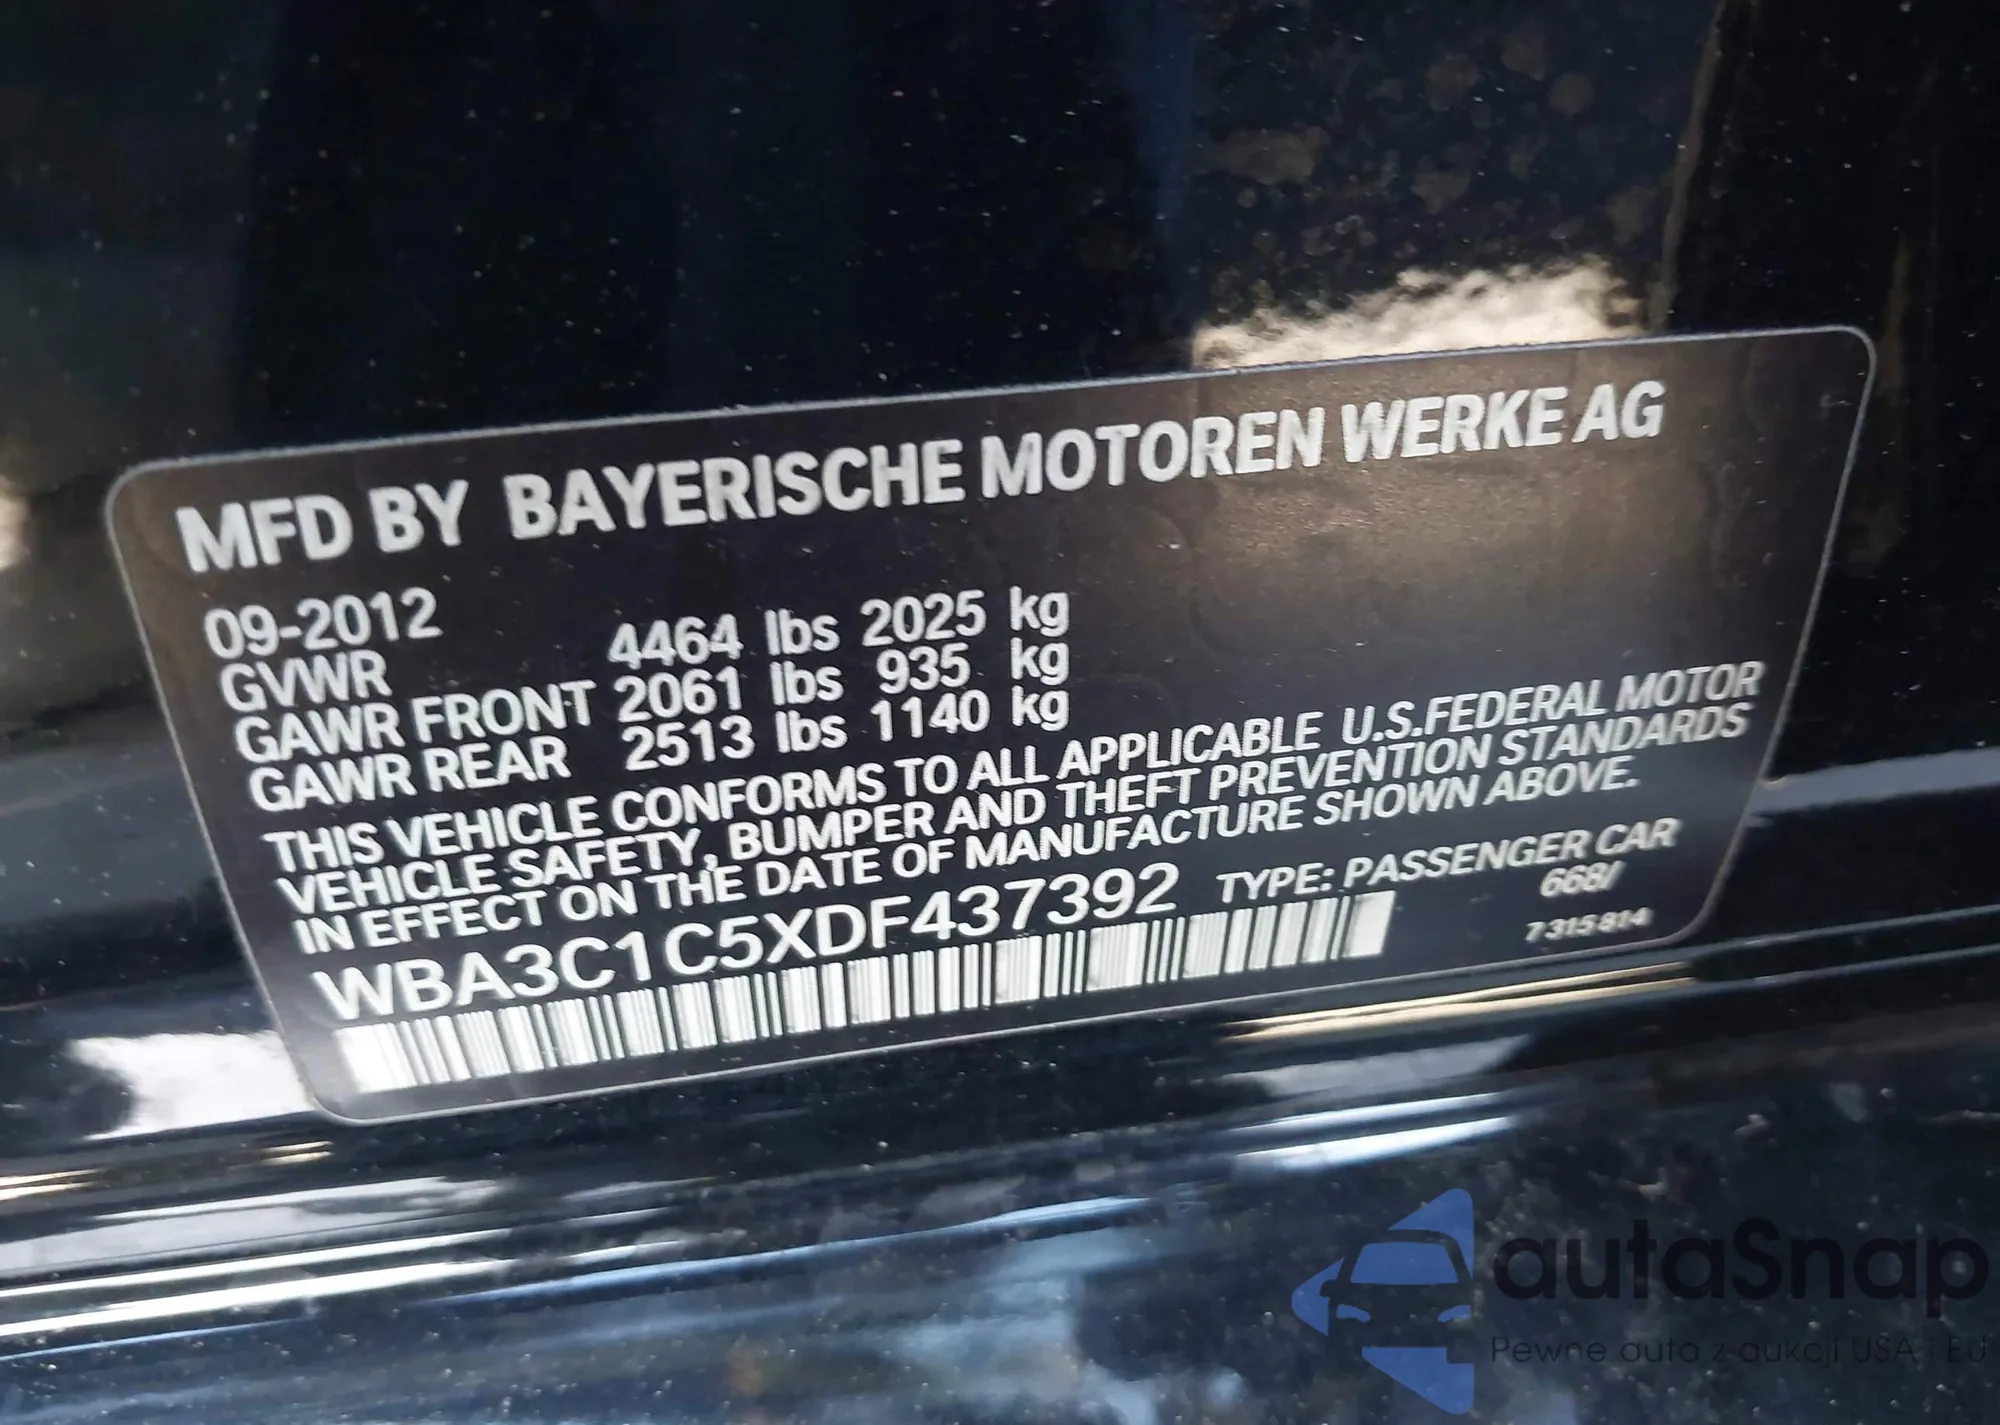 MFD BY BAYERISCHE MOTOREN WERKE AG
09-2012
GVWR 4464 lbs 2025 kg
GAWR FRONT 2061 lbs 935 kg
GAWR REAR 2513 lbs 1140 kg
THIS VEHICLE CONFORMS TO ALL APPLICABLE U.S.FEDERAL MOTOR
VEHICLE SAFETY, BUMPER AND THEFT PREVENTION STANDARDS
IN EFFECT ON THE DATE OF MANUFACTURE SHOWN ABOVE.
WBA3C1C5XDF437392 TYPE: PASSENGER CAR
668/
7 315 814
autaSnap
Pewne auta z aukcji USA i EU